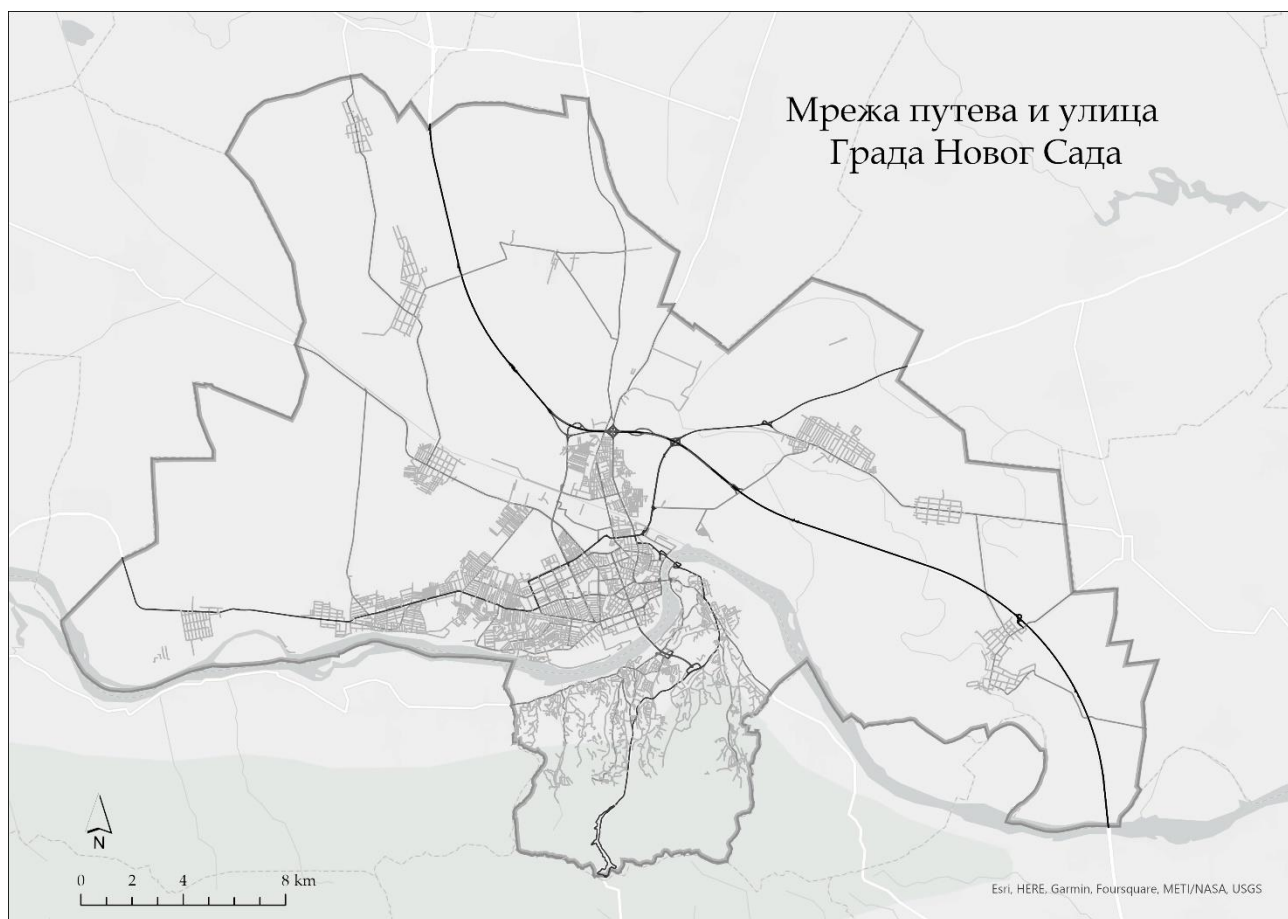 Мрежа путева и улица
Града Новог Сада
N
0 2 4 8 km
Esri, HERE, Garmin, Foursquare, METI/NASA, USGS